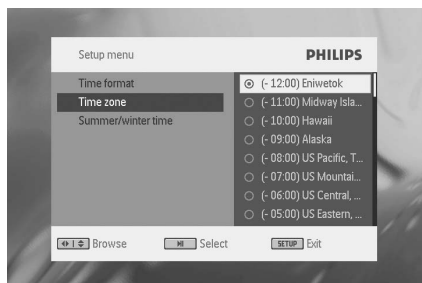 Setup menu PHILIPS
Time format
Time zone
Summer/winter time
(- 12:00) Eniwetok
(- 11:00) Midway Isla...
(- 10:00) Hawaii
(- 09:00) Alaska
(- 08:00) US Pacific, T...
(- 07:00) US Mountai...
(- 06:00) US Central, ...
(- 05:00) US Eastern, ...
Browse Select SETUP Exit